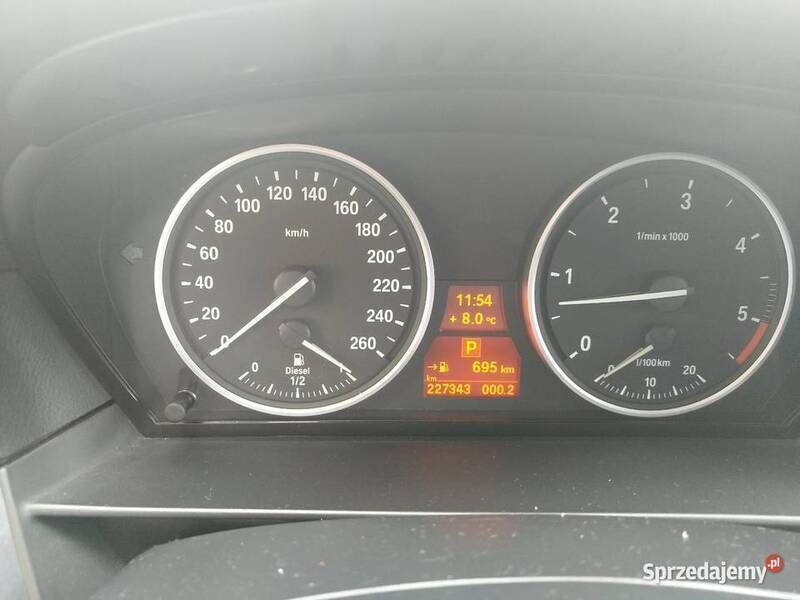 0 20 40 60 80 100 120 140 160 180 200 220 240 260
km/h
0 1/2 1
Diesel
11:54
+ 8.0 °C
P
→ 695 km
km
227343 000.2
0 1 2 3 4 5
1/min x 1000
l/100km
0 10 20
Sprzedajemy.pl